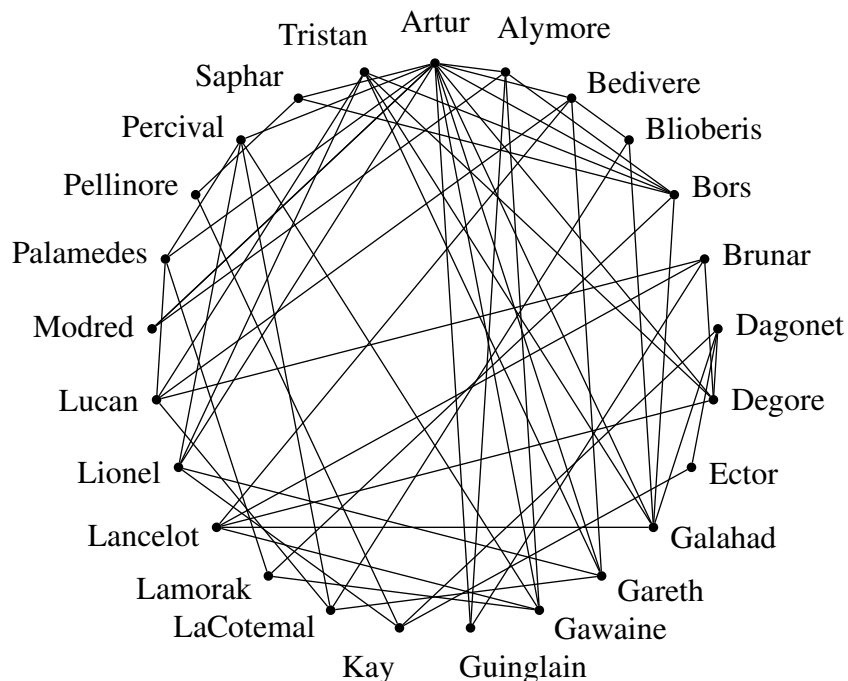 Artur
Alymore
Bedivere
Blioberis
Bors
Brunar
Dagonet
Degore
Ector
Galahad
Gareth
Gawaine
Guinglain
Kay
LaCotemal
Lamorak
Lancelot
Lionel
Lucan
Modred
Palamedes
Pellinore
Percival
Saphar
Tristan